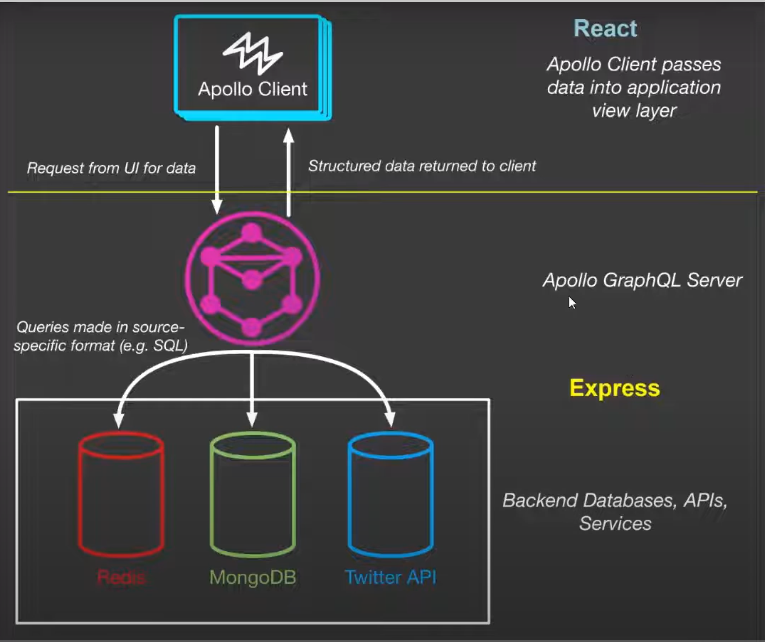 React
Apollo Client passes
data into application
view layer
Apollo Client
Request from UI for data
Structured data returned to client
Apollo GraphQL Server
Queries made in source-
specific format (e.g. SQL)
Express
Backend Databases, APIs,
Services
Redis
MongoDB
Twitter API